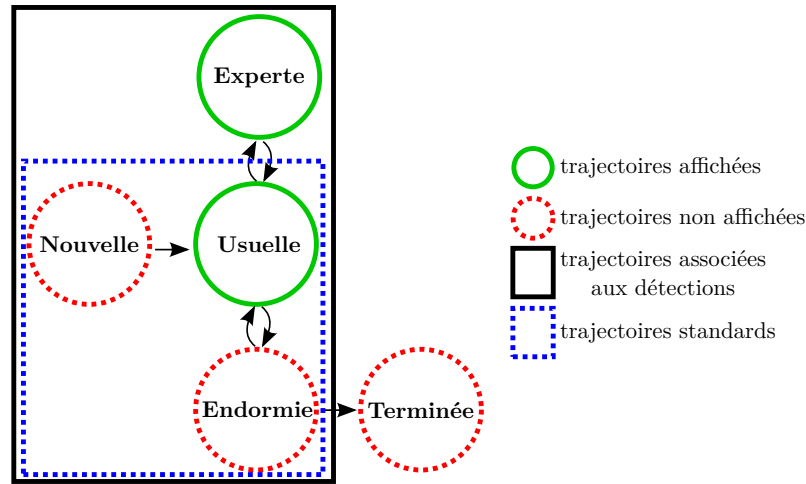 Experte
Nouvelle
Usuelle
Endormie
Terminée
trajectoires affichées
trajectoires non affichées
trajectoires associées
aux détections
trajectoires standards